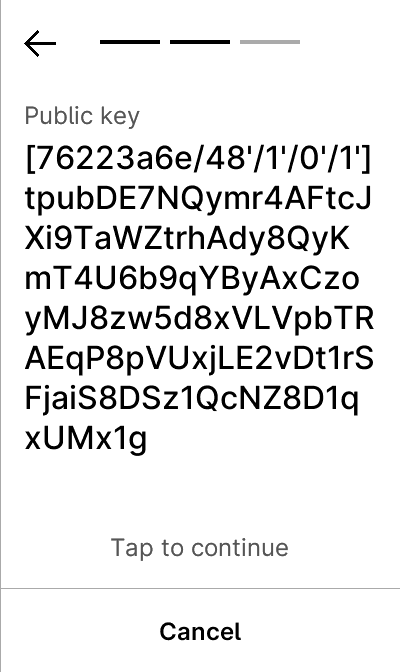 Public key
[76223a6e/48'/1'/0'/1']
tpubDE7NQymr4AFtcJ
Xi9TaWZtrhAdy8QyK
mT4U6b9qYByAxCzo
yMJ8zw5d8xVLVpbTR
AEqP8pVUxjLE2vDt1rS
FjaiS8DSz1QcNZ8D1q
xUMx1g
Tap to continue
Cancel